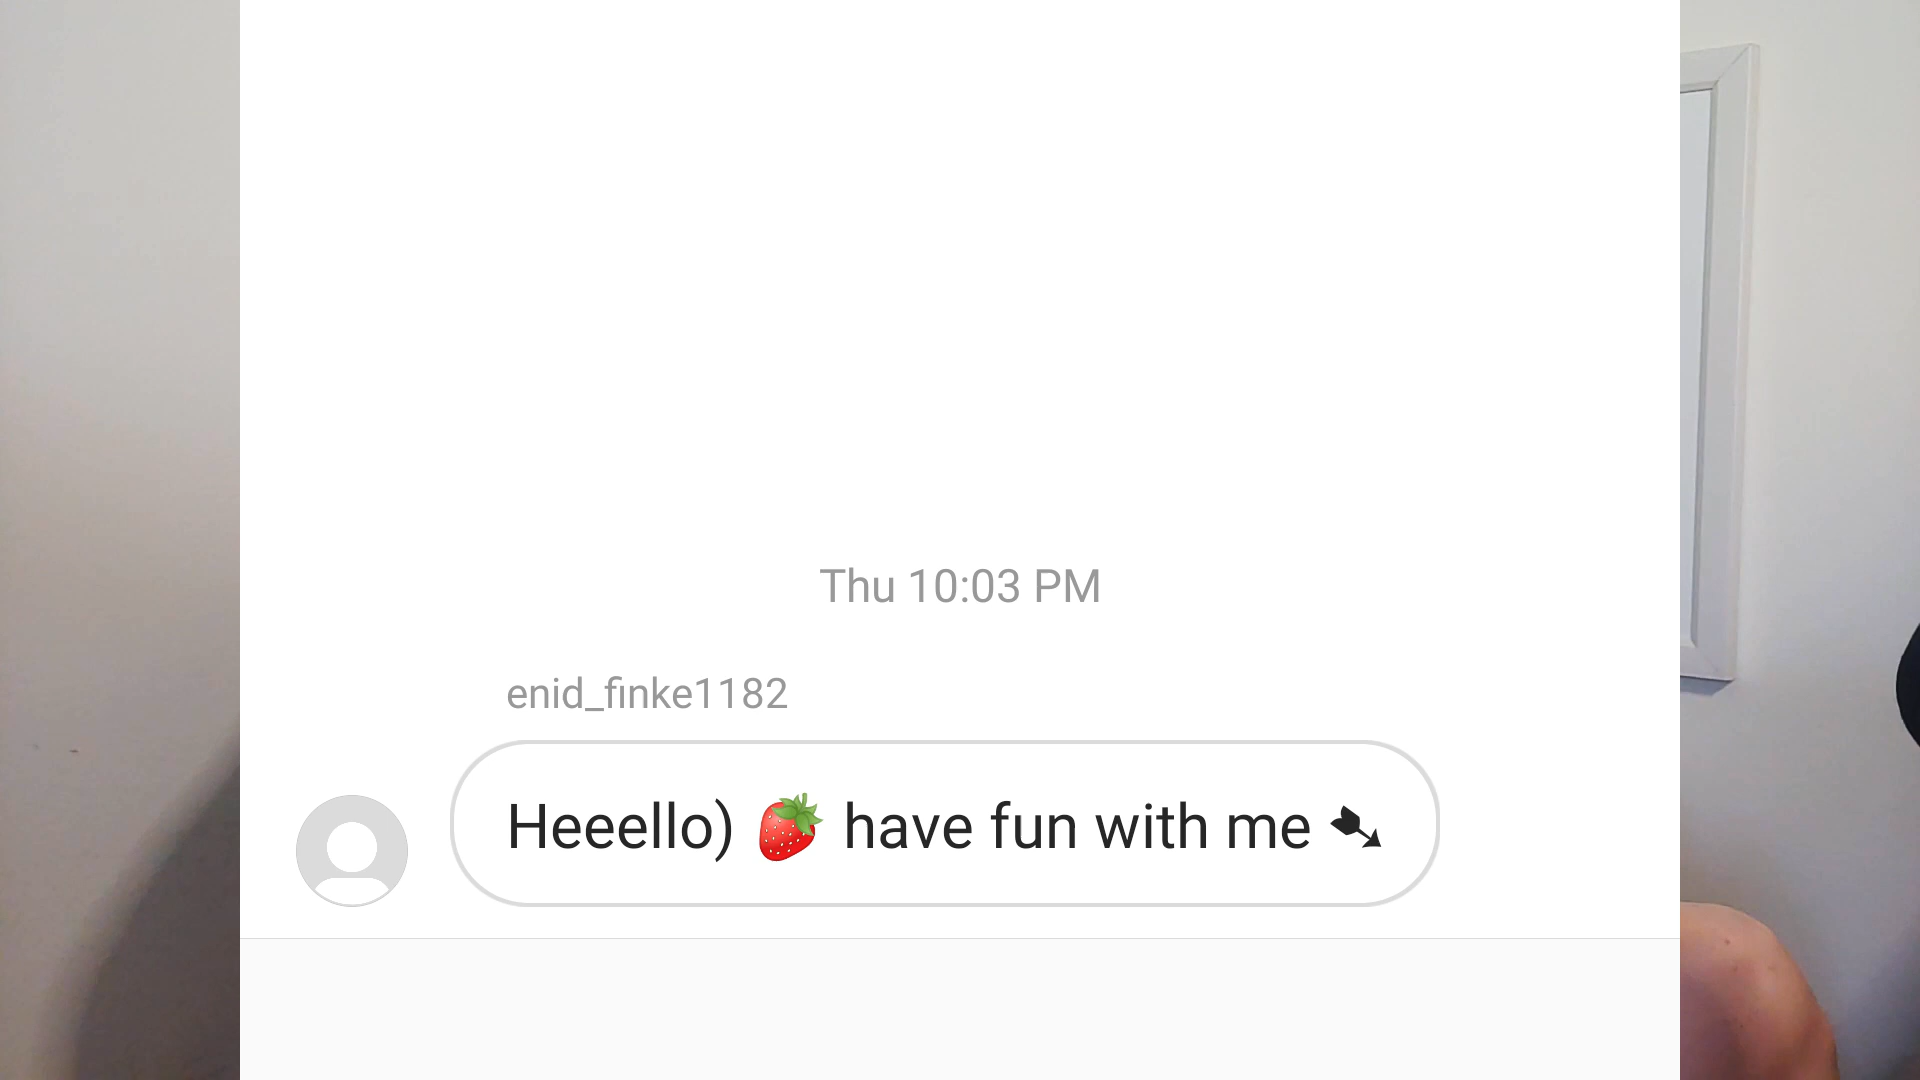 Thu 10:03 PM
enid_finke1182
Heeello) 🍓 have fun with me ➴